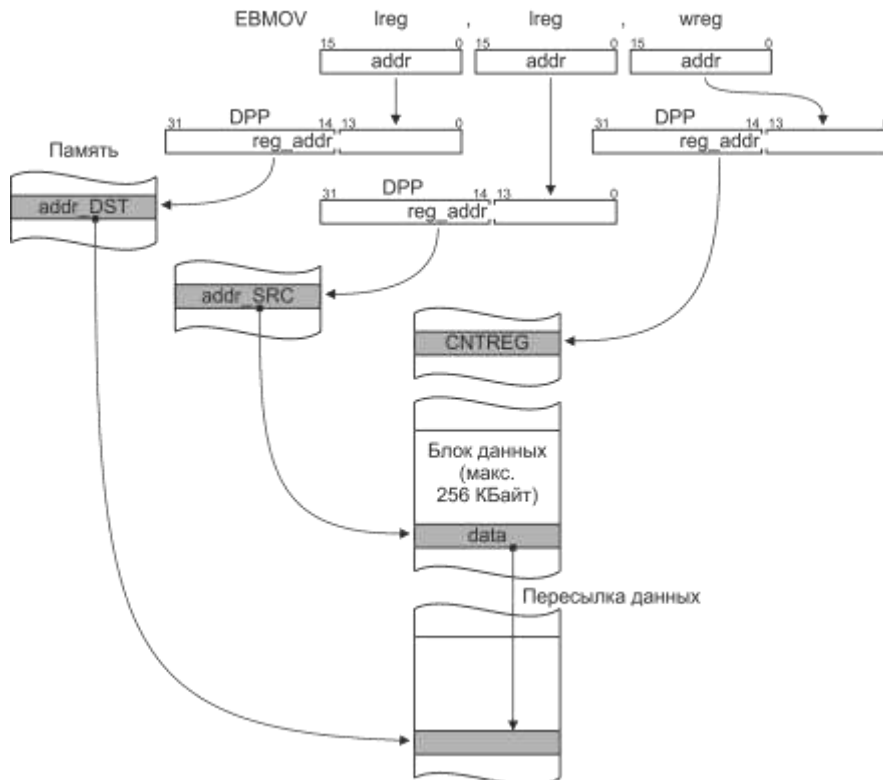 EBMOV lreg , lreg , wreg
15 0 15 0 15 0
addr addr addr
31 DPP 14 13 0 31 DPP 14 13
reg_addr reg_addr
Память
31 DPP 14 13 0
addr_DST
reg_addr
addr_SRC
CNTREG
Блок данных
(макс.
256 КБайт)
data
Пересылка данных